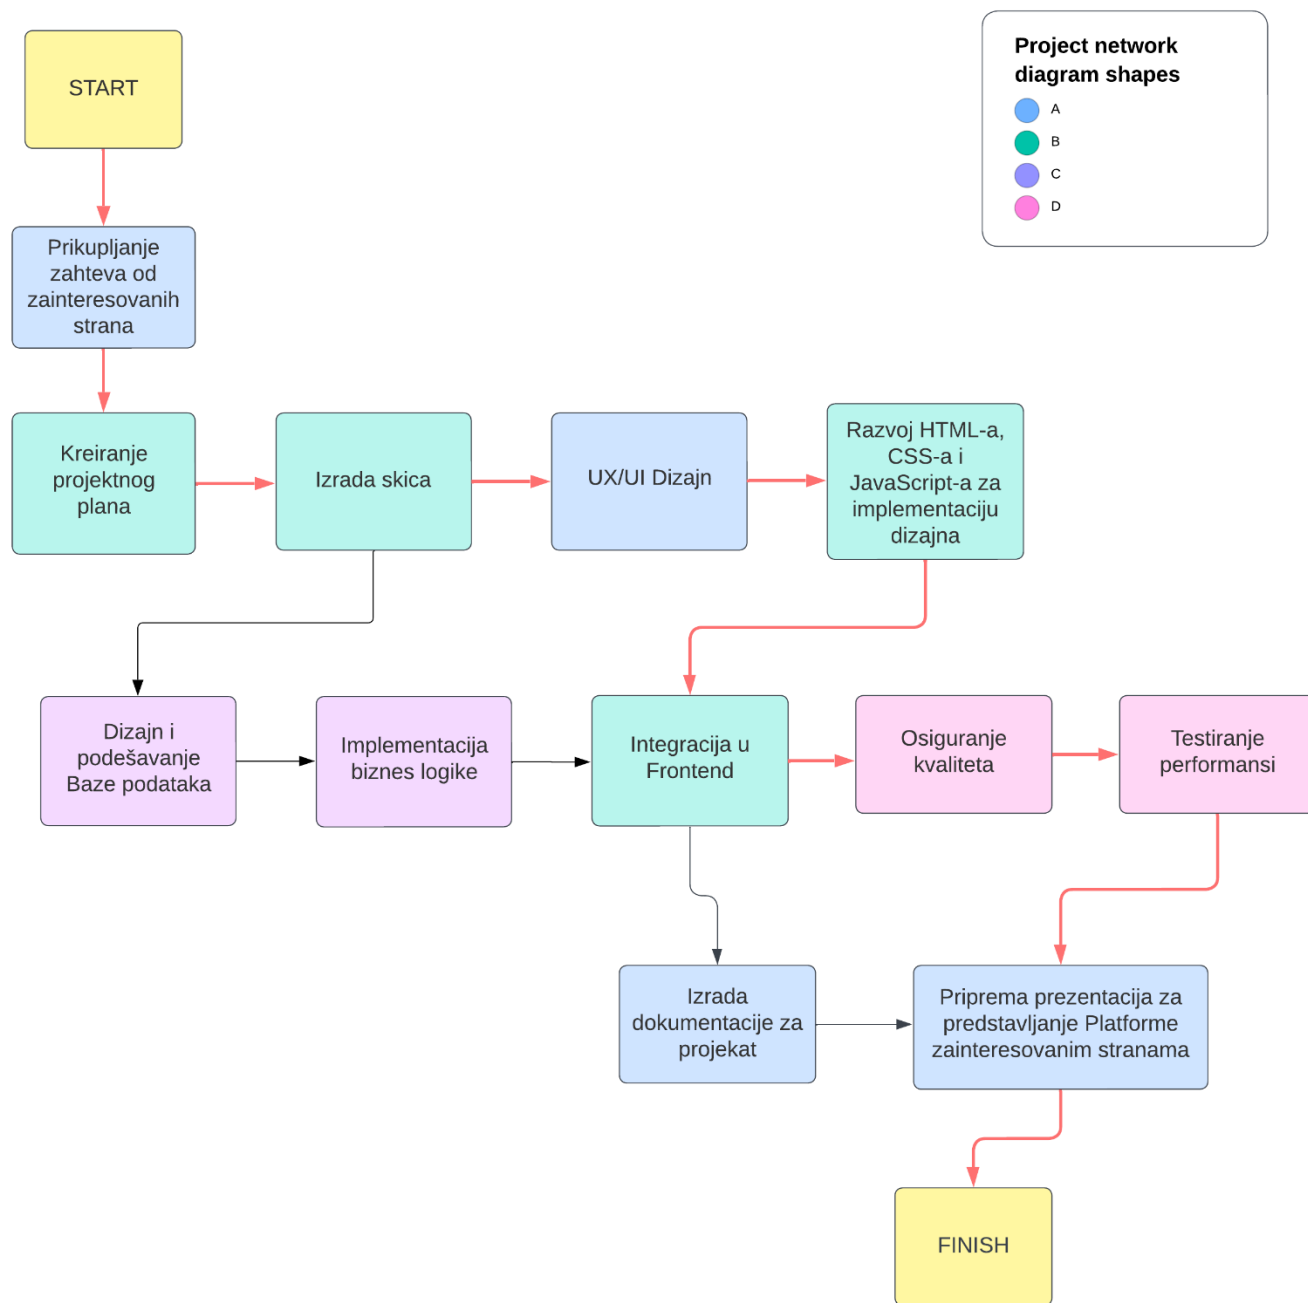 START
Project network
diagram shapes
A
B
C
D
Prikupljanje
zahteva od
zainteresovanih
strana
Kreiranje
projektnog
plana
Izrada skica
UX/UI Dizajn
Razvoj HTML-a,
CSS-a i
JavaScript-a za
implementaciju
dizajna
Dizajn i
podešavanje
Baze podataka
Implementacija
biznes logike
Integracija u
Frontend
Osiguranje
kvaliteta
Testiranje
performansi
Izrada
dokumentacije za
projekat
Priprema prezentacija za
predstavljanje Platforme
zainteresovanim stranama
FINISH